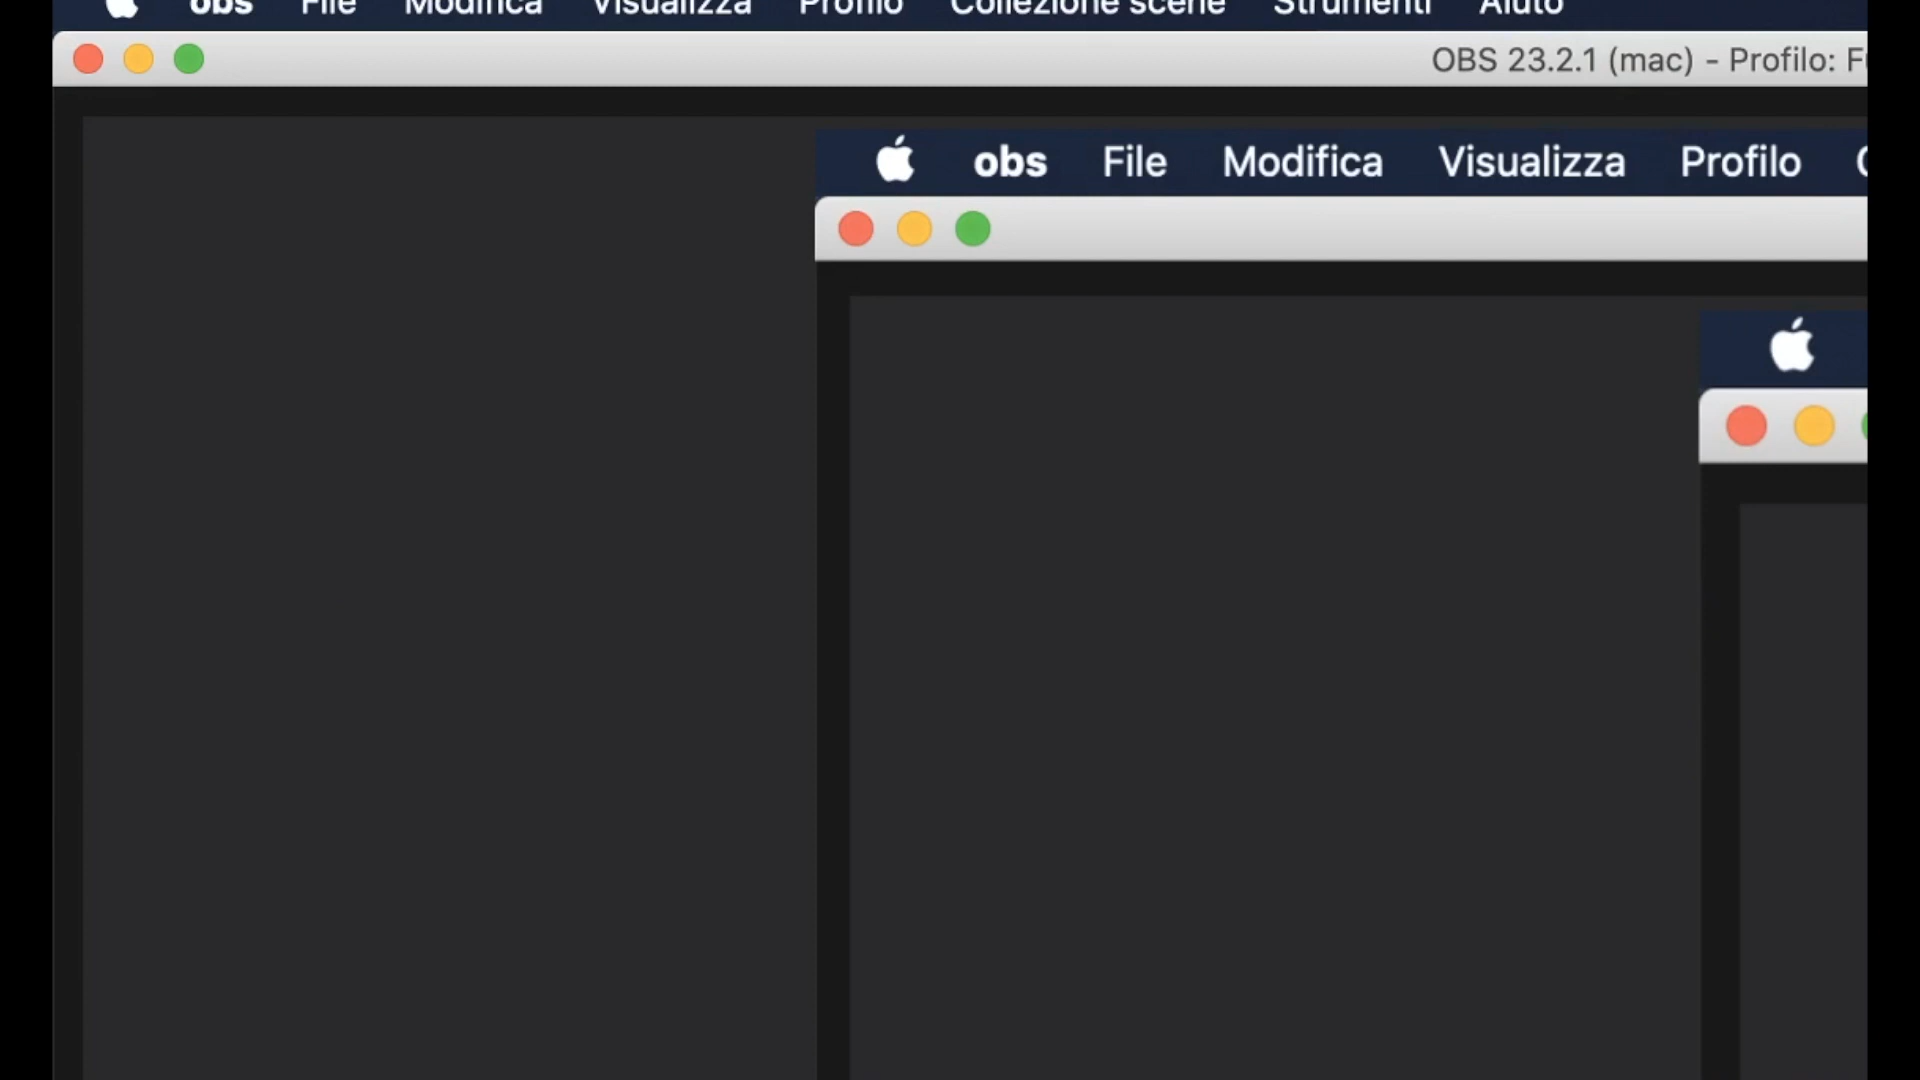 obs File Modifica Visualizza Profilo Collezione scene Strumenti Aiuto
OBS 23.2.1 (mac) - Profilo:
obs File Modifica Visualizza Profilo